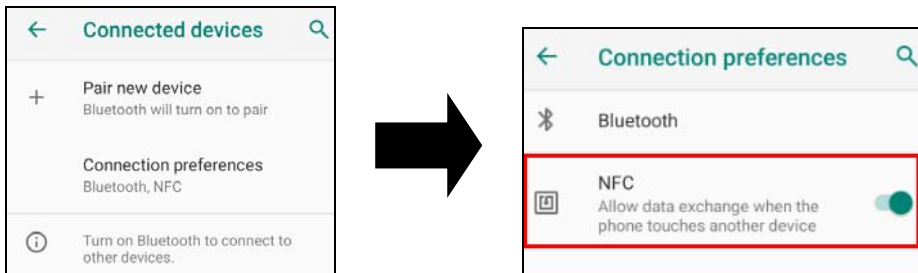 Connected devices
Pair new device
Bluetooth will turn on to pair
Connection preferences
Bluetooth, NFC
Turn on Bluetooth to connect to
other devices.
Connection preferences
Bluetooth
NFC
Allow data exchange when the
phone touches another device